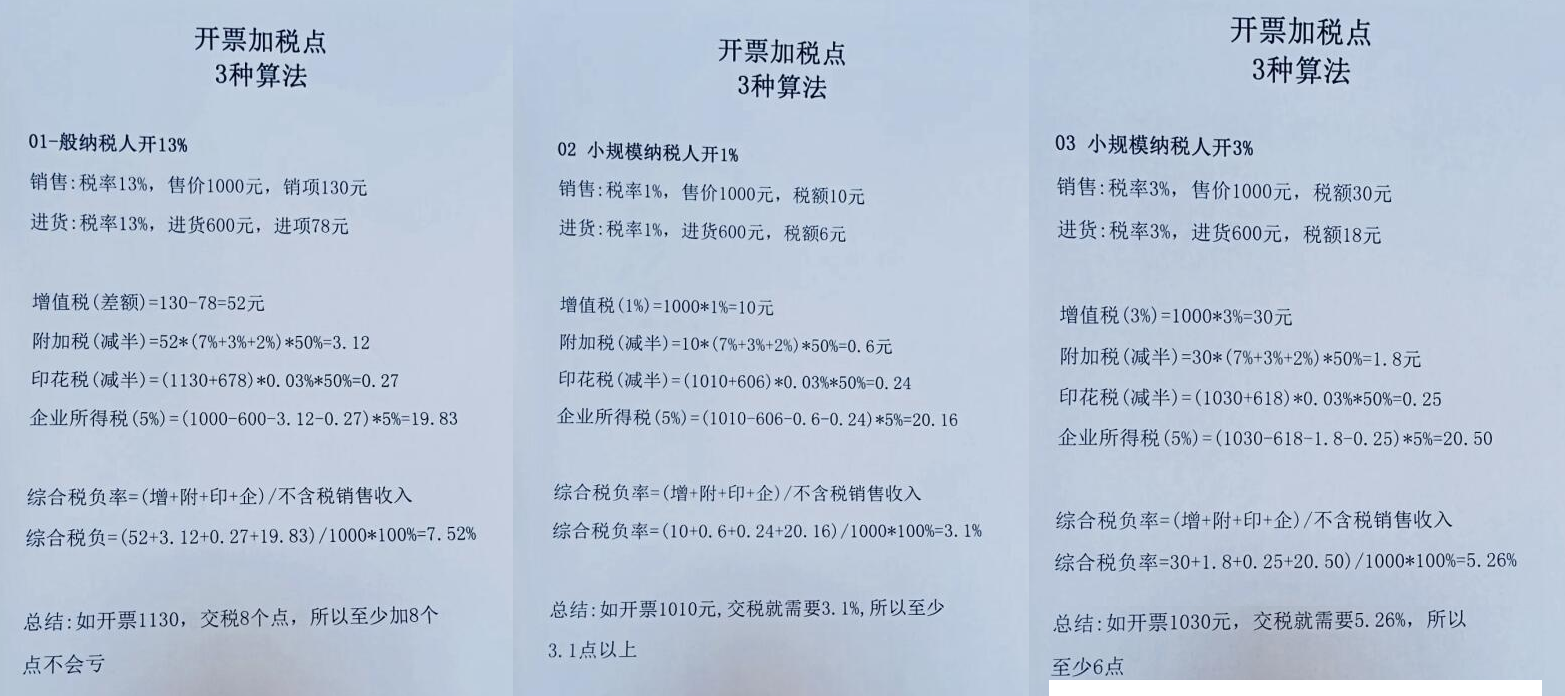 开票加税点
3种算法
01一般纳税人开13%
销售:税率13%, 售价1000元, 销项130元
进货:税率13%, 进货600元, 进项78元
增值税(差额)=130-78=52元
附加税(减半)=52*(7%+3%+2%)*50%=3.12
印花税(减半)=(1130+678)*0.03%*50%=0.27
企业所得税(5%)=(1000-600-3.12-0.27)*5%=19.83
综合税负率=(增+附+印+企)/不含税销售收入
综合税负=(52+3.12+0.27+19.83)/1000*100%=7.52%
总结:如开票1130, 交税8个点, 所以至少加8个
点不会亏
开票加税点
3种算法
02 小规模纳税人开1%
销售:税率1%, 售价1000元, 税额10元
进货:税率1%, 进货600元, 税额6元
增值税(1%)=1000*1%=10元
附加税(减半)=10*(7%+3%+2%)*50%=0.6元
印花税(减半)=(1010+606)*0.03%*50%=0.24
企业所得税(5%)=(1010-606-0.6-0.24)*5%=20.16
综合税负率=(增+附+印+企)/不含税销售收入
综合税负率=(10+0.6+0.24+20.16)/1000*100%=3.1%
总结:如开票1010元,交税就需要3.1%,所以至少
3.1点以上
开票加税点
3种算法
03 小规模纳税人开3%
销售:税率3%, 售价1000元, 税额30元
进货:税率3%, 进货600元, 税额18元
增值税(3%)=1000*3%=30元
附加税(减半)=30*(7%+3%+2%)*50%=1.8元
印花税(减半)=(1030+618)*0.03%*50%=0.25
企业所得税(5%)=(1030-618-1.8-0.25)*5%=20.50
综合税负率=(增+附+印+企)/不含税销售收入
综合税负率=30+1.8+0.25+20.50)/1000*100%=5.26%
总结:如开票1030元, 交税就需要5.26%, 所以
至少6点